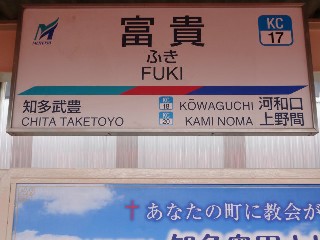 MEITETSU
富貴
KC
17
ふき
FUKI
知多武豊
CHITA TAKETOYO
KC
18
KŌWAGUCHI
河和口
KC
20
KAMI NOMA
上野間
✝あなたの町に教会が